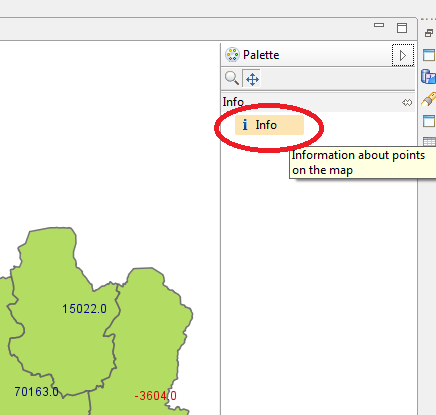 Palette
Info
Info
Information about points
on the map
15022.0
70163.0
-3604.0